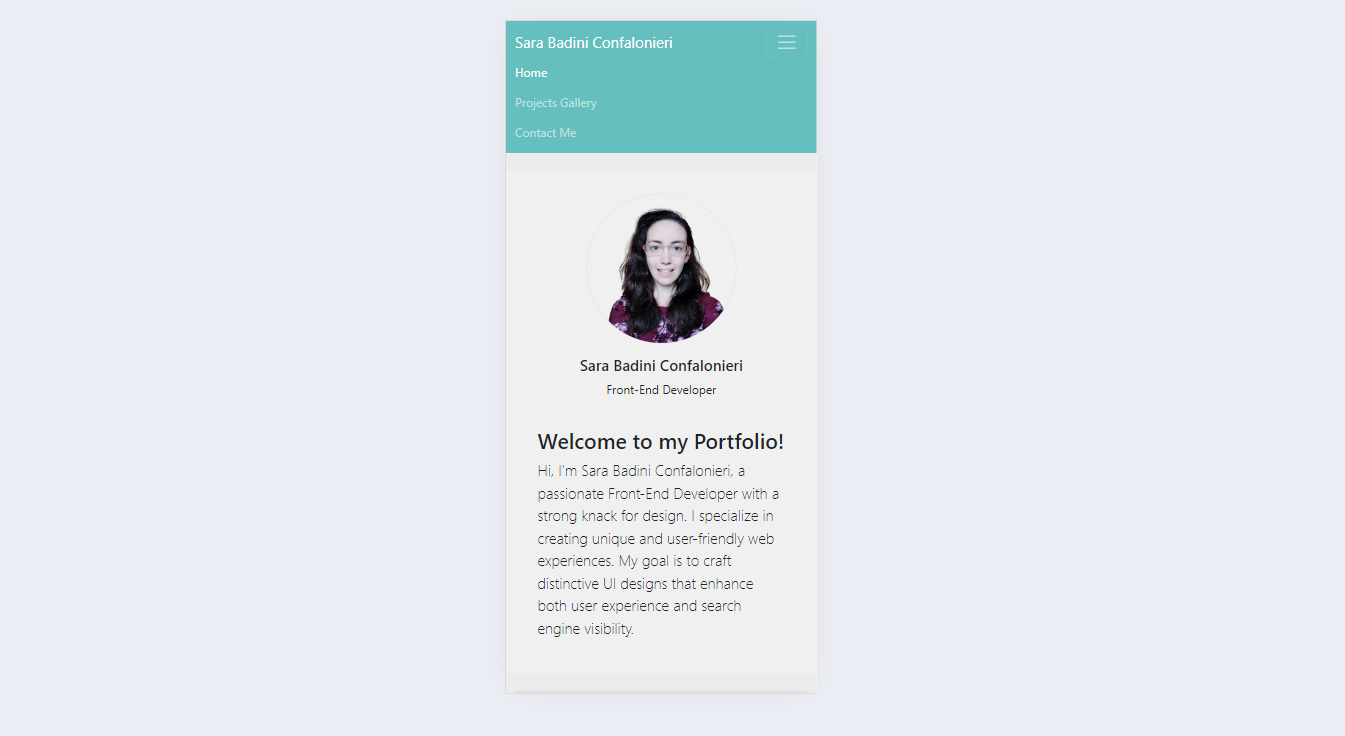 Sara Badini Confalonieri
Home
Projects Gallery
Contact Me
Sara Badini Confalonieri
Front-End Developer
Welcome to my Portfolio!
Hi, I'm Sara Badini Confalonieri, a
passionate Front-End Developer with a
strong knack for design. I specialize in
creating unique and user-friendly web
experiences. My goal is to craft
distinctive UI designs that enhance
both user experience and search
engine visibility.